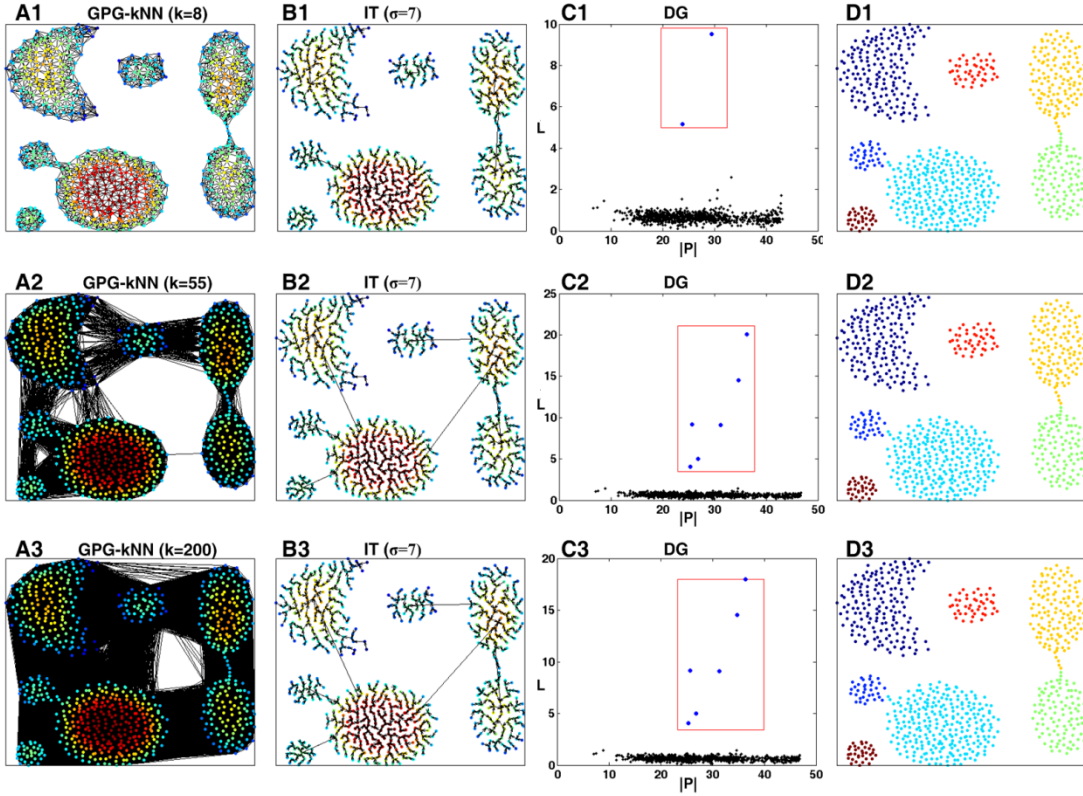 A1 GPG-kNN (k=8)
B1 IT (σ=7)
C1 DG
D1
10
8
6
4
2
0
L
0 10 20 30 40 50
|P|
A2 GPG-kNN (k=55)
B2 IT (σ=7)
C2 DG
D2
25
20
15
10
5
0
L
0 10 20 30 40 50
|P|
A3 GPG-kNN (k=200)
B3 IT (σ=7)
C3 DG
D3
20
15
10
5
0
L
0 10 20 30 40 50
|P|